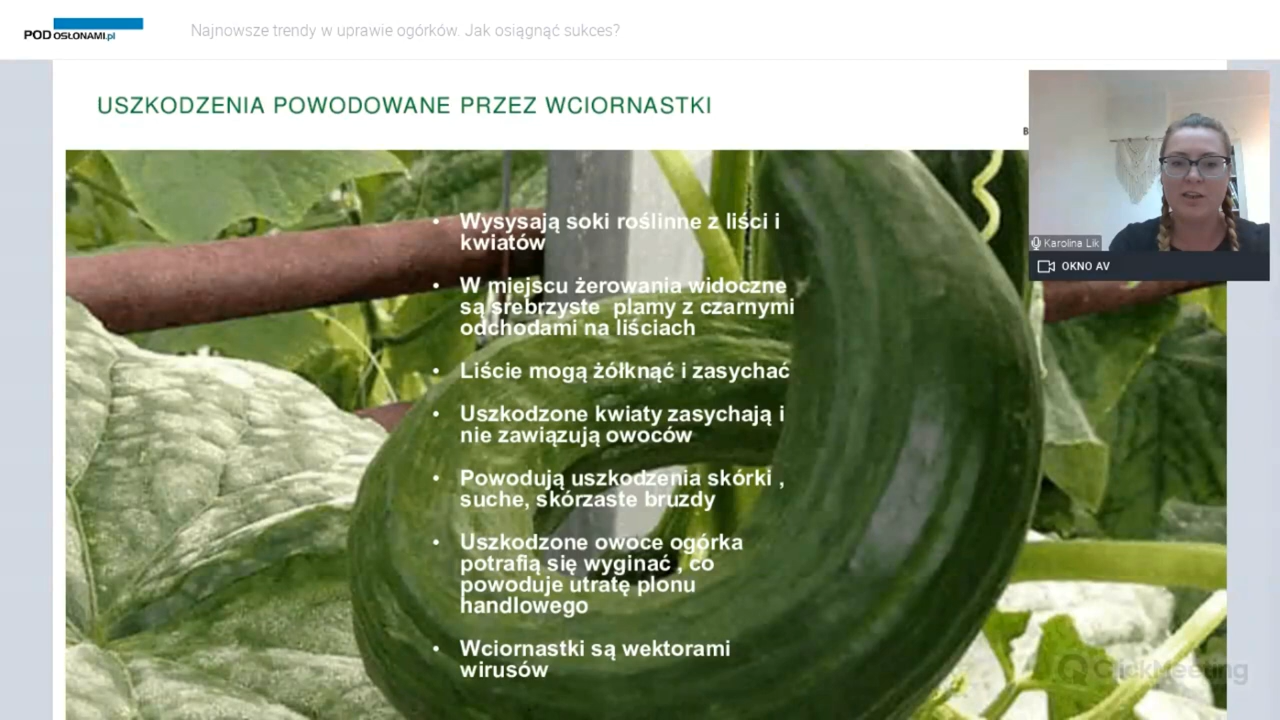 POD OSŁONAMI.pl
Najnowsze trendy w uprawie ogórków. Jak osiągnąć sukces?
USZKODZENIA POWODOWANE PRZEZ WCIORNASTKI
B
Karolina Lik
OKNO AV
• Wysysają soki roślinne z liści i
kwiatów
• W miejscu żerowania widoczne
są srebrzyste plamy z czarnymi
odchodami na liściach
• Liście mogą żółknąć i zasychać
• Uszkodzone kwiaty zasychają i
nie zawiązują owoców
• Powodują uszkodzenia skórki ,
suche, skórzaste bruzdy
• Uszkodzone owoce ogórka
potrafią się wyginać , co
powoduje utratę plonu
handlowego
• Wciornastki są wektorami
wirusów
ClickMeeting